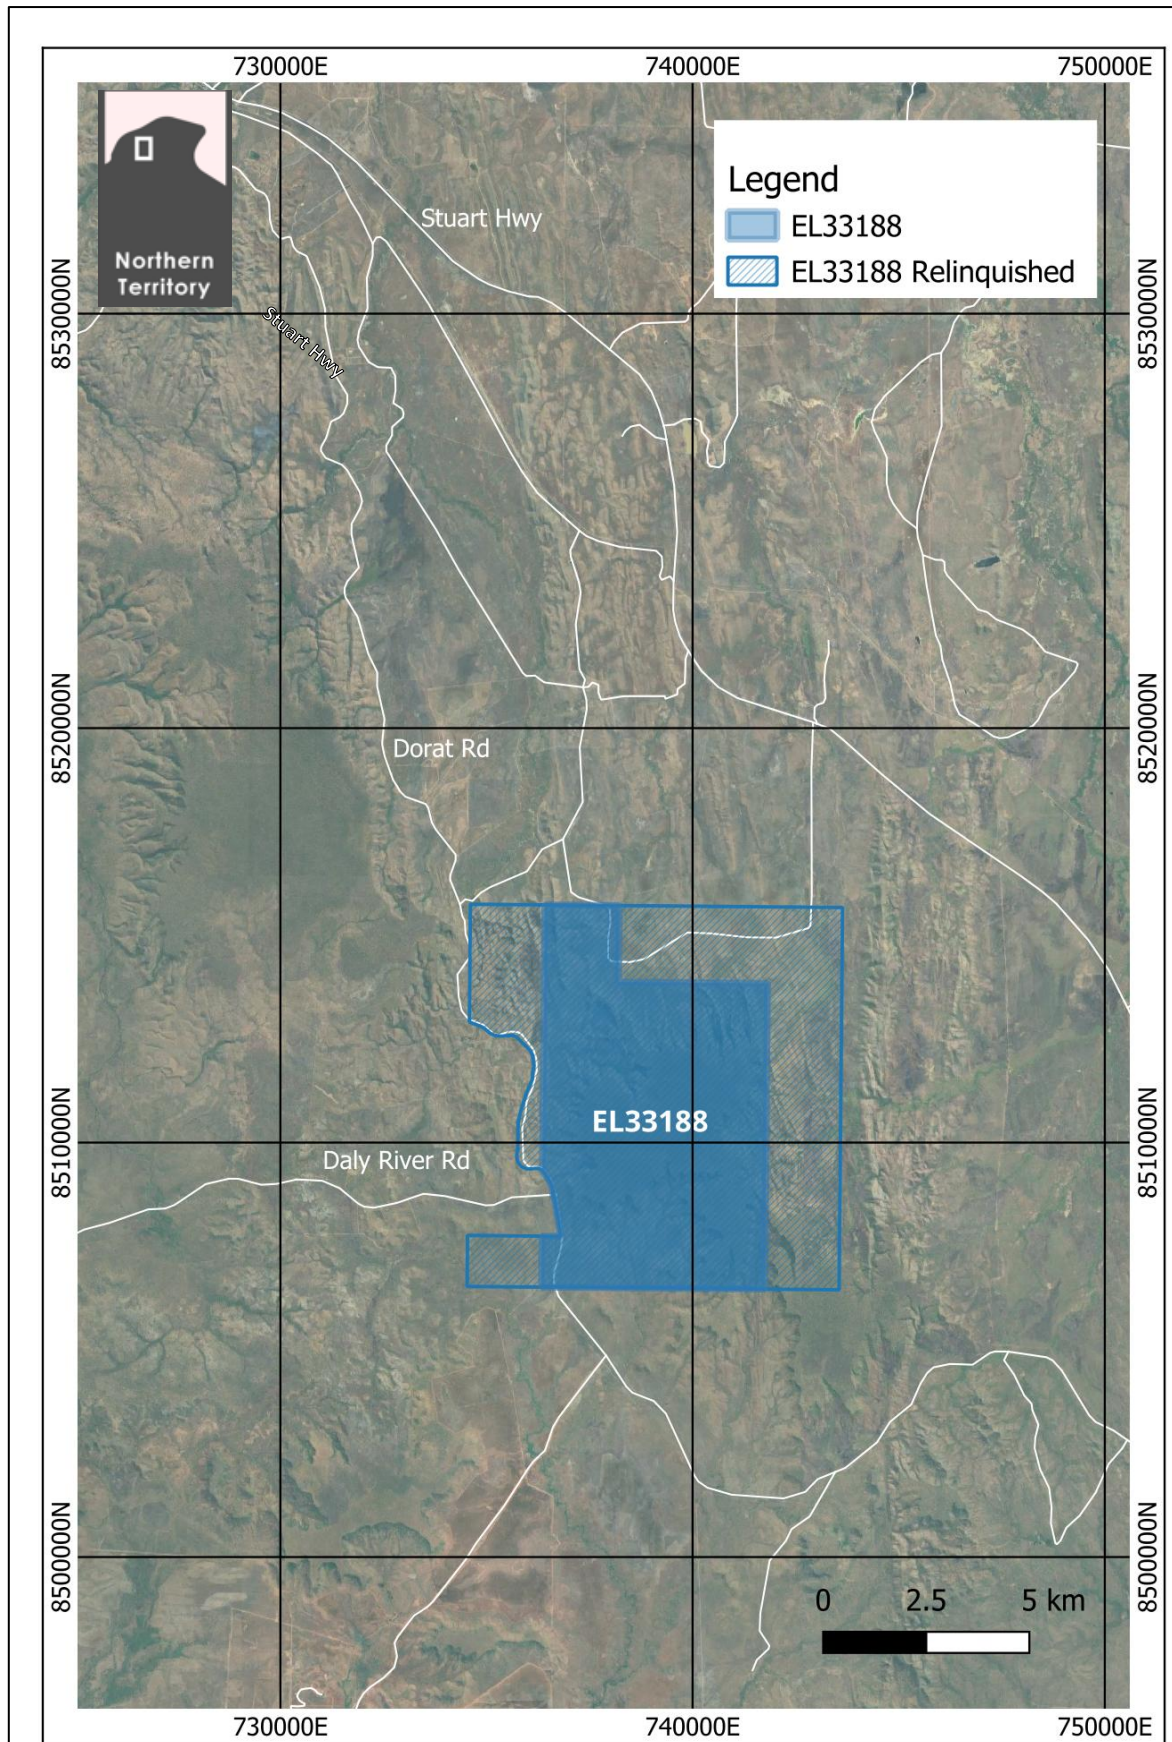 730000E 740000E 750000E
Northern
Territory
Legend
EL33188
EL33188 Relinquished
Stuart Hwy
Stuart Hwy
8530000N
8530000N
8520000N
8520000N
Dorat Rd
EL33188
8510000N
8510000N
Daly River Rd
8500000N
8500000N
0 2.5 5 km
730000E 740000E 750000E